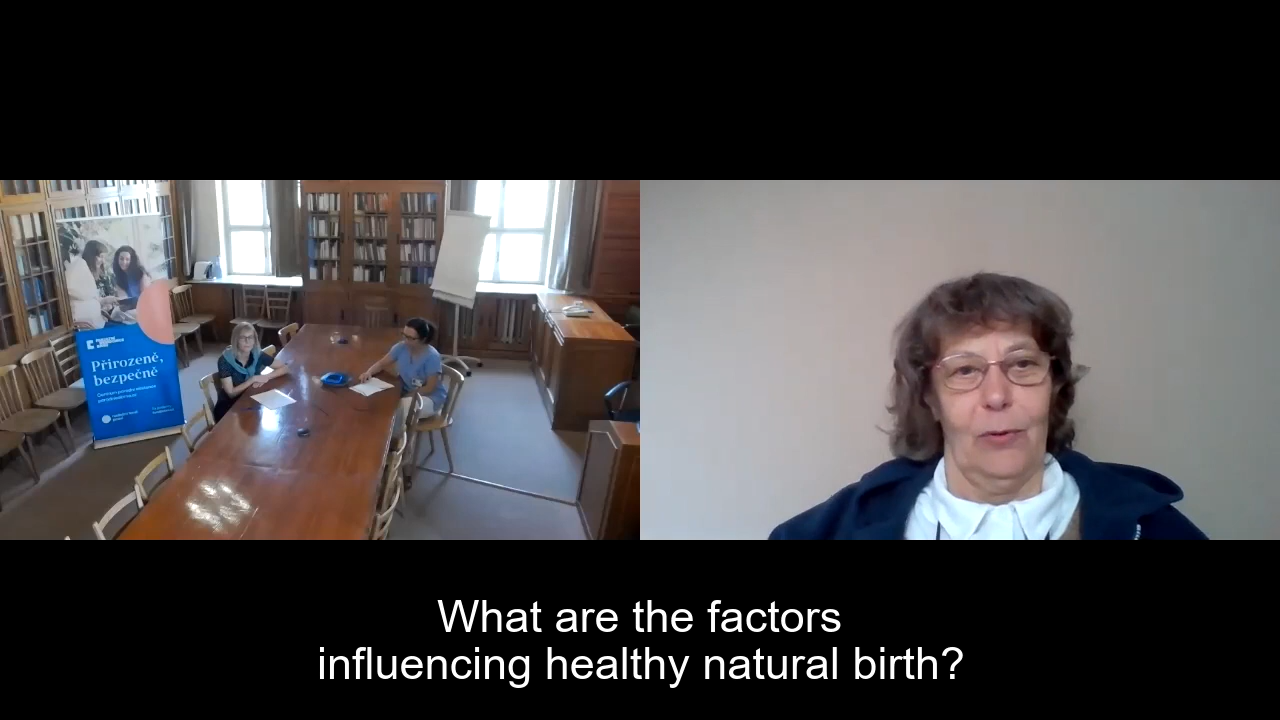 Přirozeně,
bezpečně
What are the factors
influencing healthy natural birth?